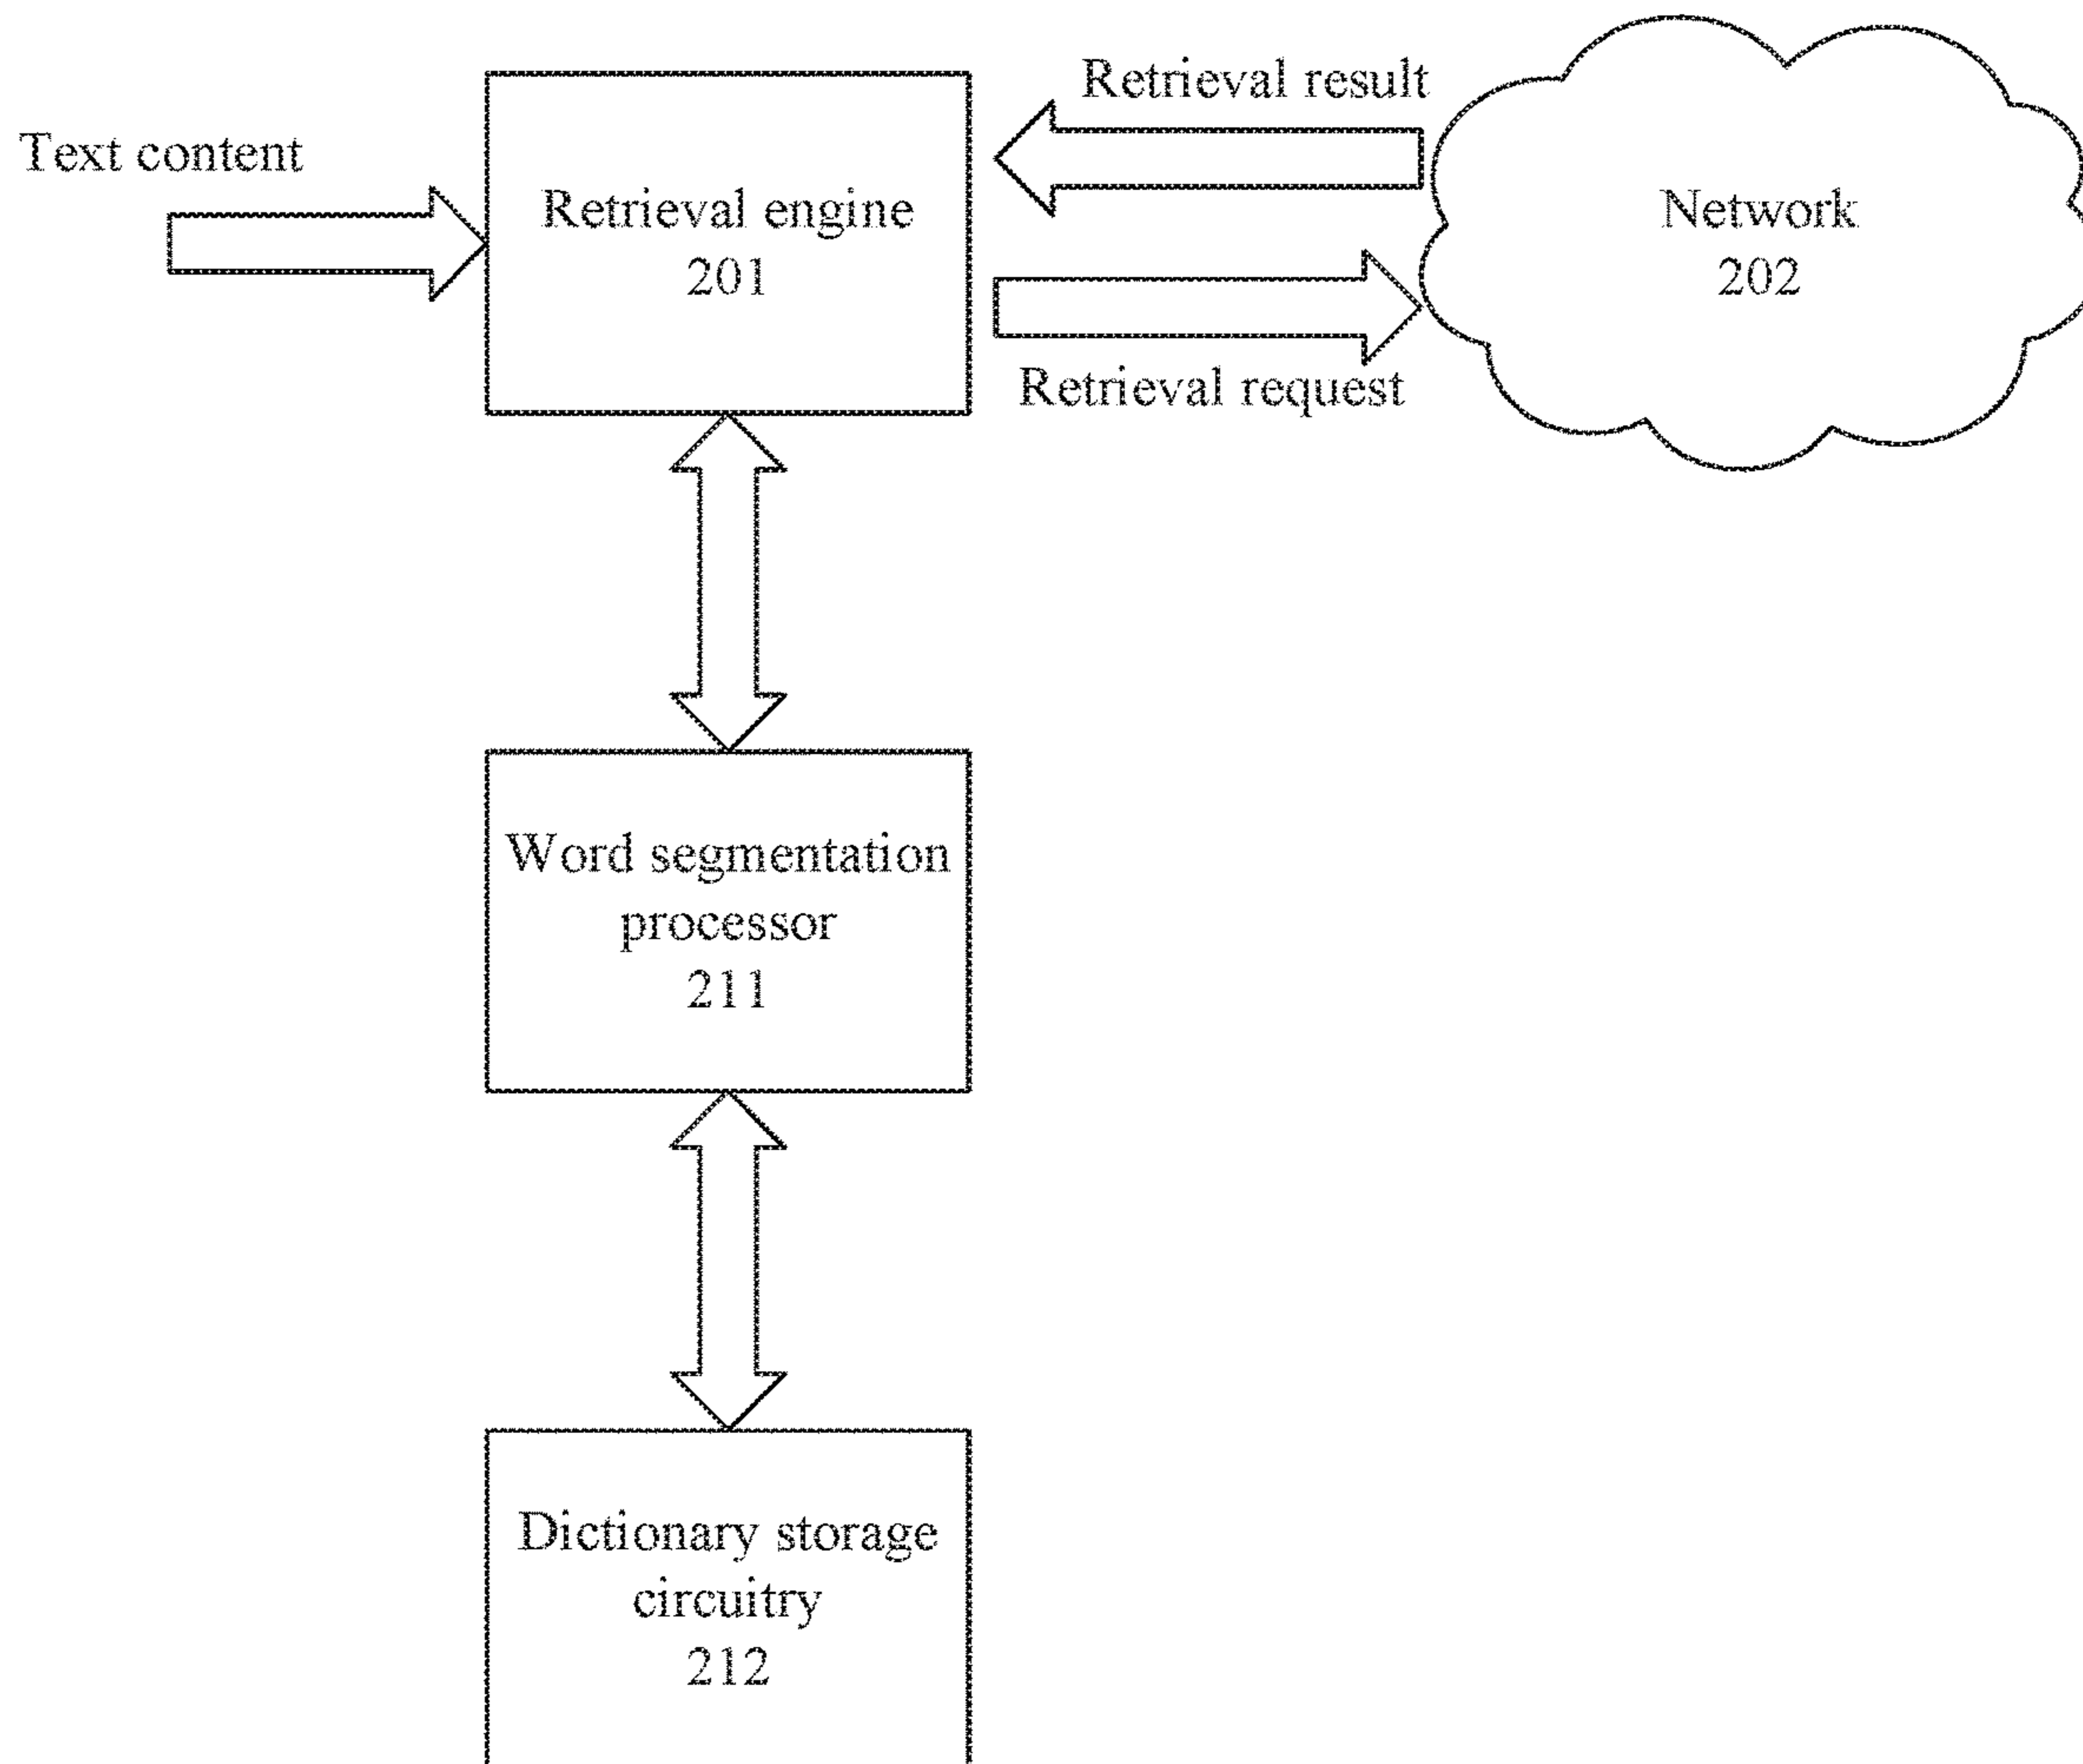 Text content
Retrieval engine
201
Retrieval result
Retrieval request
Network
202
Word segmentation
processor
211
Dictionary storage
circuitry
212